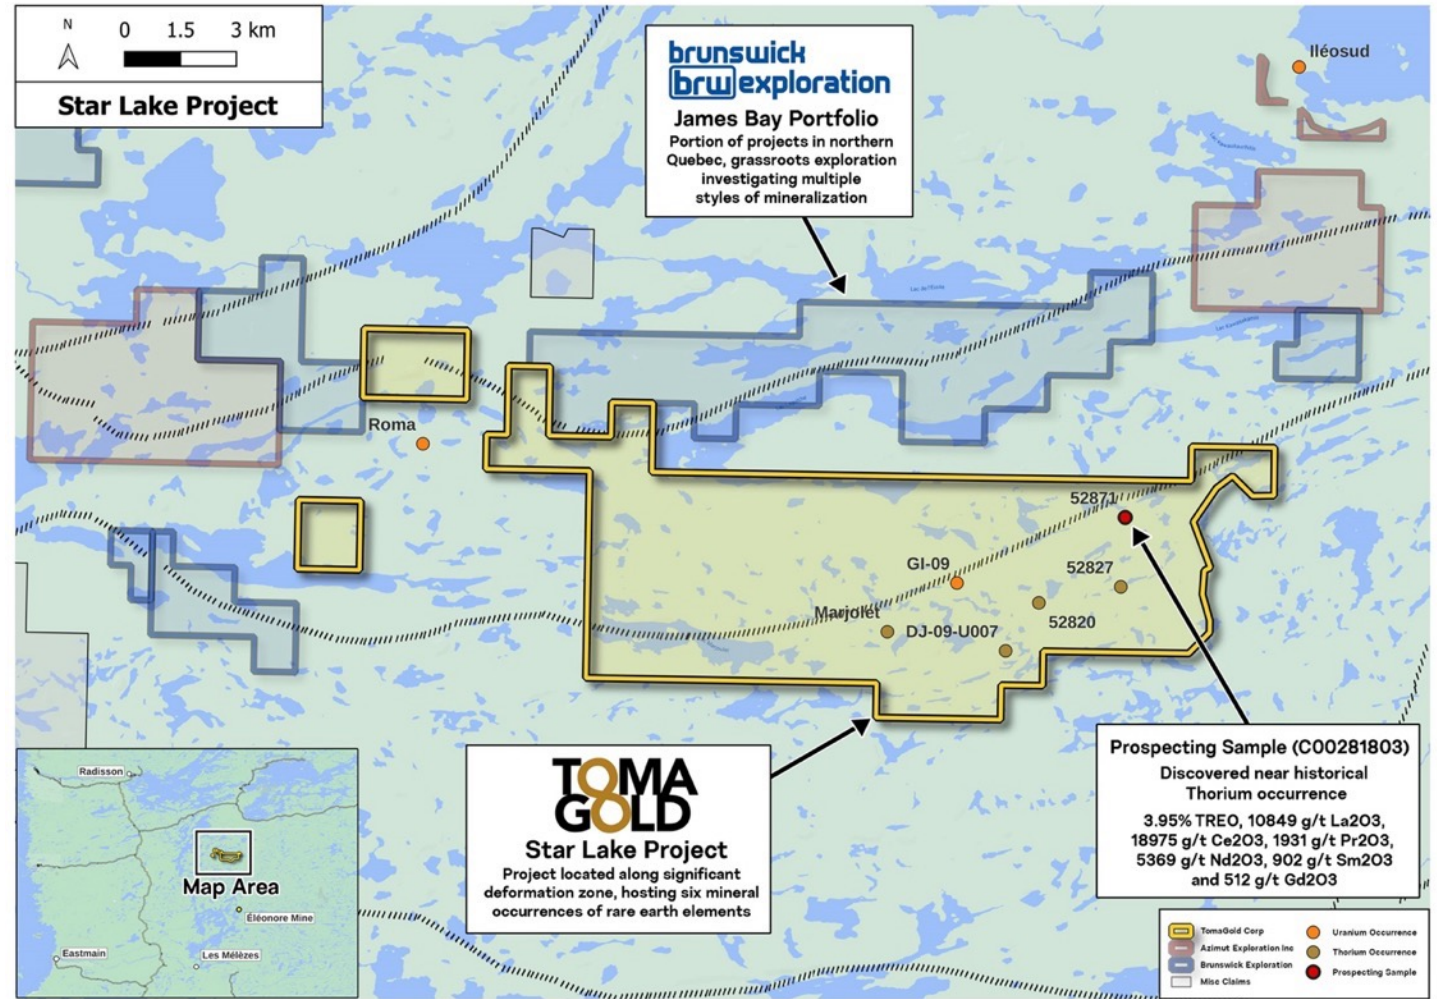 N
0 1.5 3 km
Star Lake Project
brunswick
brw exploration
James Bay Portfolio
Portion of projects in northern
Quebec, grassroots exploration
investigating multiple
styles of mineralization
Iléosud
Roma
52871
GI-09
52827
Marjolet
52820
DJ-09-U007
TOMA
GOLD
Star Lake Project
Project located along significant
deformation zone, hosting six mineral
occurrences of rare earth elements
Prospecting Sample (C00281803)
Discovered near historical
Thorium occurrence
3.95% TREO, 10849 g/t La2O3,
18975 g/t Ce2O3, 1931 g/t Pr2O3,
5369 g/t Nd2O3, 902 g/t Sm2O3
and 512 g/t Gd2O3
Radisson
Map Area
Éléonore Mine
Eastmain
Les Mélèzes
TomaGold Corp
Azimut Exploration Inc
Brunswick Exploration
Misc Claims
Uranium Occurrence
Thorium Occurrence
Prospecting Sample